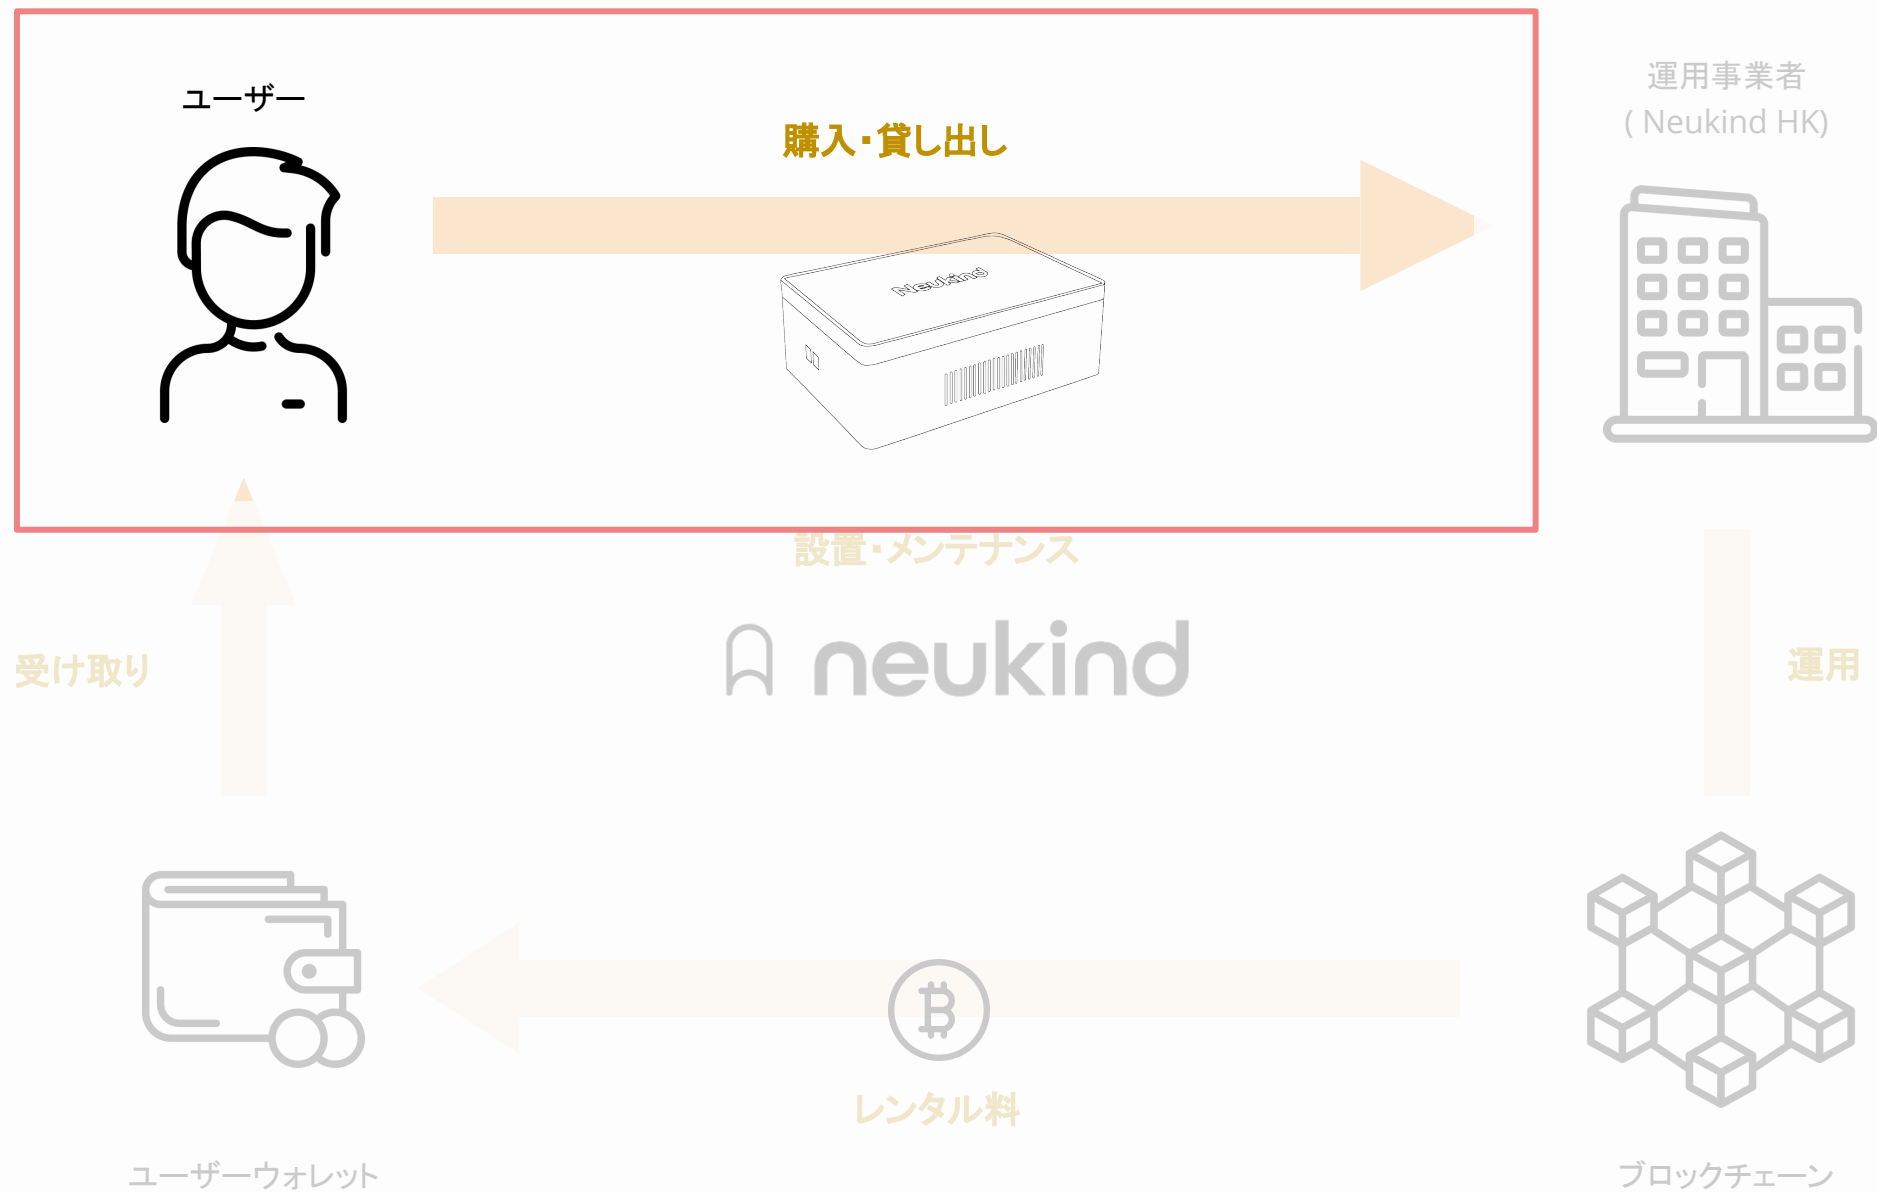 ユーザー
購入・貸し出し
運用事業者
( Neukind HK)
Neukind
設置・メンテナンス
neukind
受け取り
運用
レンタル料
ユーザーウォレット
ブロックチェーン